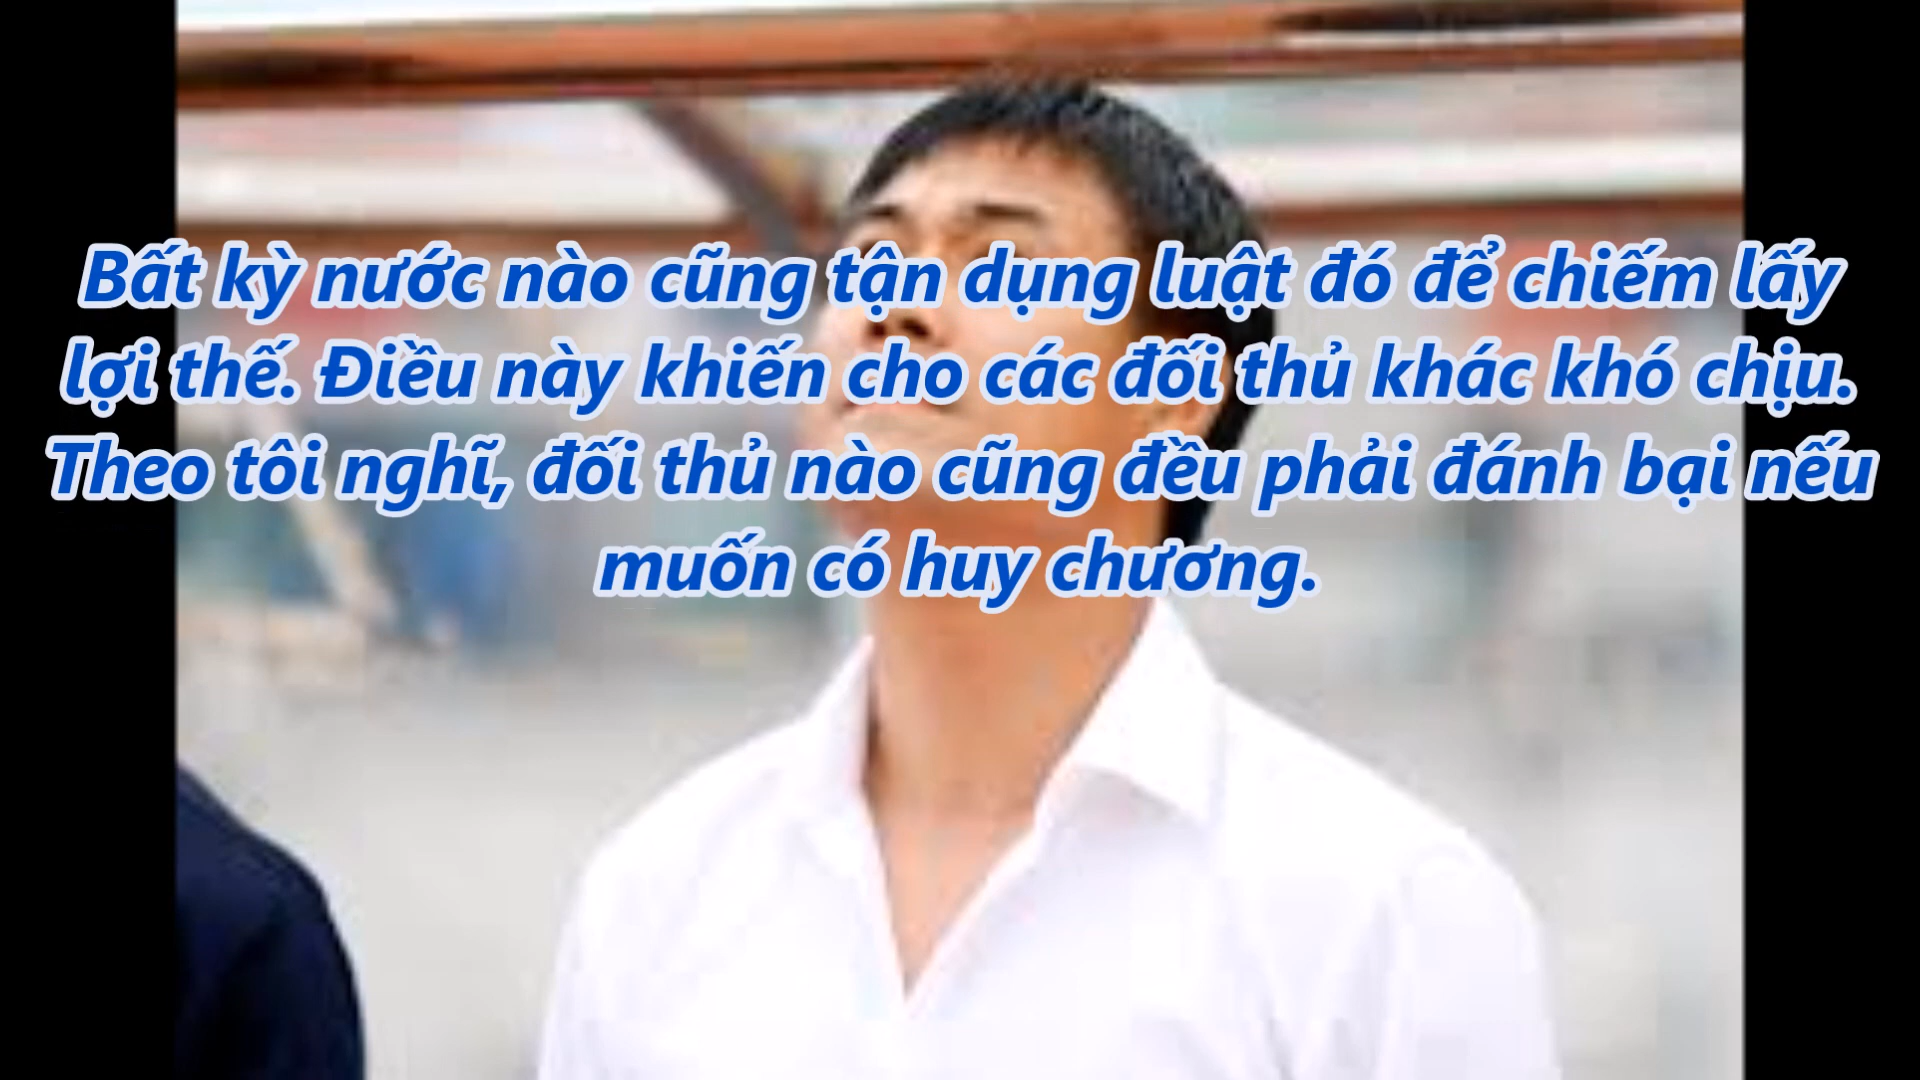 Bất kỳ nước nào cũng tận dụng luật đó để chiếm lấy
lợi thế. Điều này khiến cho các đối thủ khác khó chịu.
Theo tôi nghĩ, đối thủ nào cũng đều phải đánh bại nếu
muốn có huy chương.